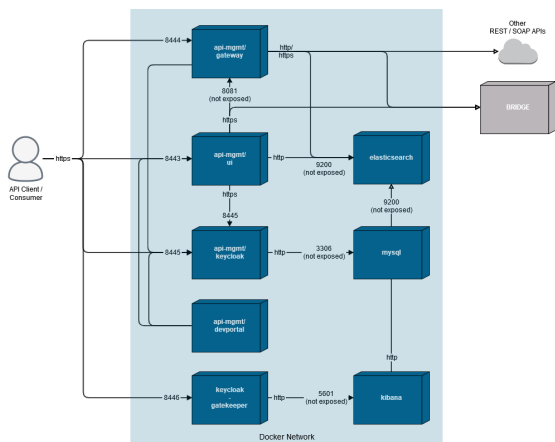 Other
REST / SOAP APIs
8444
api-mgmt/
gateway
http/
https
8081
(not exposed)
https
BRIDGE
https
8443
api-mgmt/
ui
http
9200
(not exposed)
elasticsearch
API Client /
Consumer
https
8445
9200
(not exposed)
8445
api-mgmt/
keycloak
http
3306
(not exposed)
mysql
api-mgmt/
devportal
http
8446
keycloak
-
gatekeeper
http
5601
(not exposed)
kibana
Docker Network